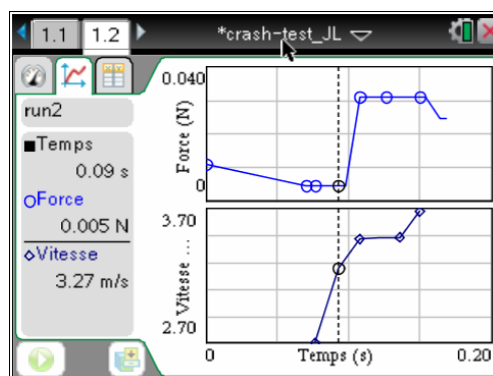 1.1 1.2 *crash-test_JL
run2
Temps
0.09 s
Force
0.005 N
Vitesse
3.27 m/s
0.040
Force (N)
0
3.70
Vitesse ...
2.70
0 Temps (s) 0.20